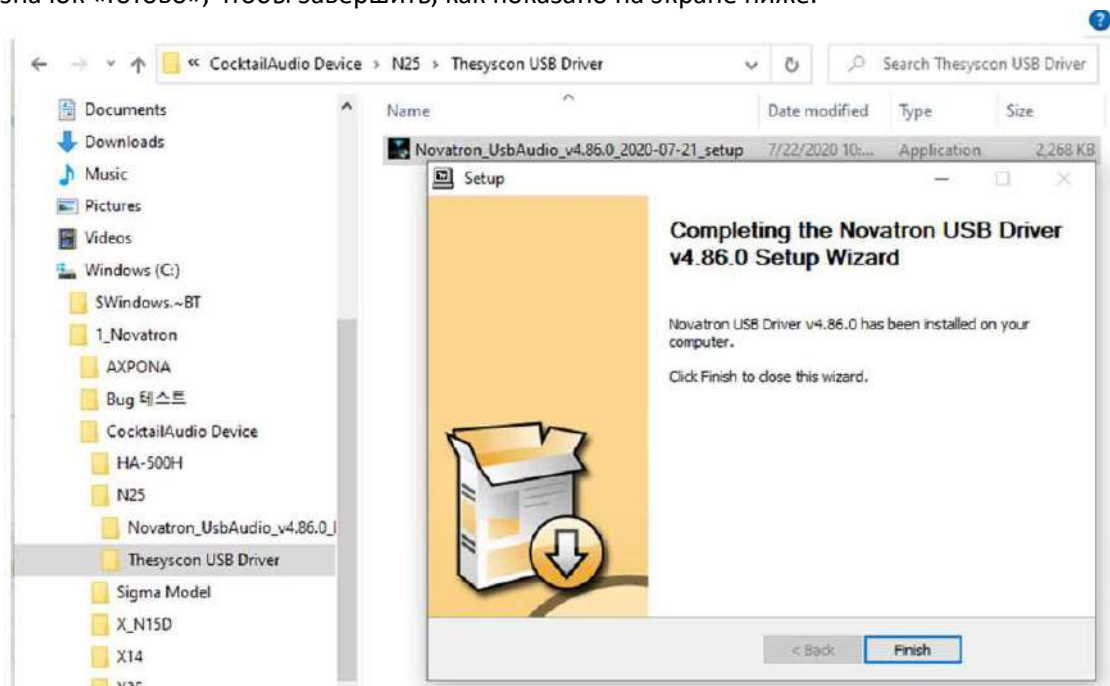 значок «готово», чтобы завершить, как показано на экране ниже.
?
« CocktailAudio Device > N25 > Thesyscon USB Driver
Search Thesyscon USB Driver
Name Date modified Type Size
Novatron_UsbAudio_v4.86.0_2020-07-21_setup 7/22/2020 10:... Application 2,268 KB
Documents
Downloads
Music
Pictures
Videos
Windows (C:)
$Windows.~BT
1_Novatron
AXPONA
Bug 테스트
CocktailAudio Device
HA-500H
N25
Novatron_UsbAudio_v4.86.0_
Thesyscon USB Driver
Sigma Model
X_N15D
X14
Setup
Completing the Novatron USB Driver
v4.86.0 Setup Wizard
Novatron USB Driver v4.86.0 has been installed on your
computer.
Click Finish to close this wizard.
< Back Finish